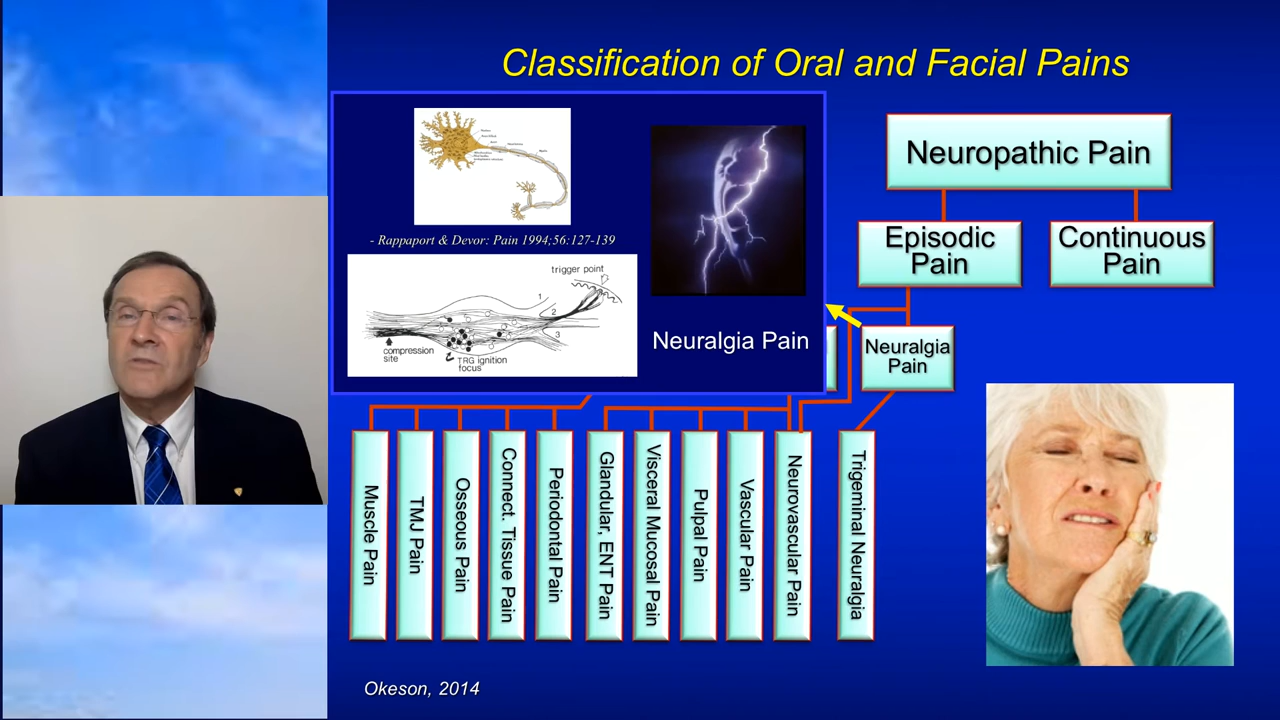 Classification of Oral and Facial Pains
- Rappaport & Devor: Pain 1994;56:127-139
trigger point
1
2
3
compression
site
TRG ignition
focus
Neuralgia Pain
Neuropathic Pain
Episodic
Pain
Continuous
Pain
Neuralgia
Pain
Muscle Pain
TMJ Pain
Osseous Pain
Connect. Tissue Pain
Periodontal Pain
Glandular, ENT Pain
Visceral Mucosal Pain
Pulpal Pain
Vascular Pain
Neurovascular Pain
Trigeminal Neuralgia
Okeson, 2014